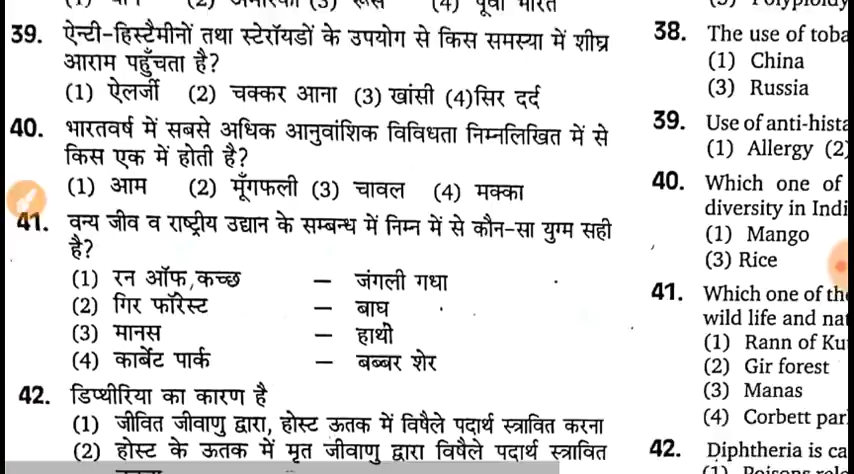 39. ऐन्टी-हिस्टैमीनों तथा स्टेरॉयडों के उपयोग से किस समस्या में शीघ्र
आराम पहुँचता है?
(1) ऐलर्जी (2) चक्कर आना (3) खांसी (4)सिर दर्द
40. भारतवर्ष में सबसे अधिक आनुवांशिक विविधता निम्नलिखित में से
किस एक में होती है?
(1) आम (2) मूँगफली (3) चावल (4) मक्का
41. वन्य जीव व राष्ट्रीय उद्यान के सम्बन्ध में निम्न में से कौन-सा युग्म सही
है?
(1) रन ऑफ कच्छ — जंगली गधा
(2) गिर फॉरेस्ट — बाघ
(3) मानस — हाथी
(4) कार्बेट पार्क — बब्बर शेर
42. डिप्थीरिया का कारण है
(1) जीवित जीवाणु द्वारा, होस्ट ऊतक में विषैले पदार्थ स्त्रावित करना
(2) होस्ट के ऊतक में मृत जीवाणु द्वारा विषैले पदार्थ स्त्रावित
38. The use of toba
(1) China
(3) Russia
39. Use of anti-hista
(1) Allergy (2)
40. Which one of
diversity in Indi
(1) Mango
(3) Rice
41. Which one of th
wild life and nat
(1) Rann of Ku
(2) Gir forest
(3) Manas
(4) Corbett par
42. Diphtheria is ca